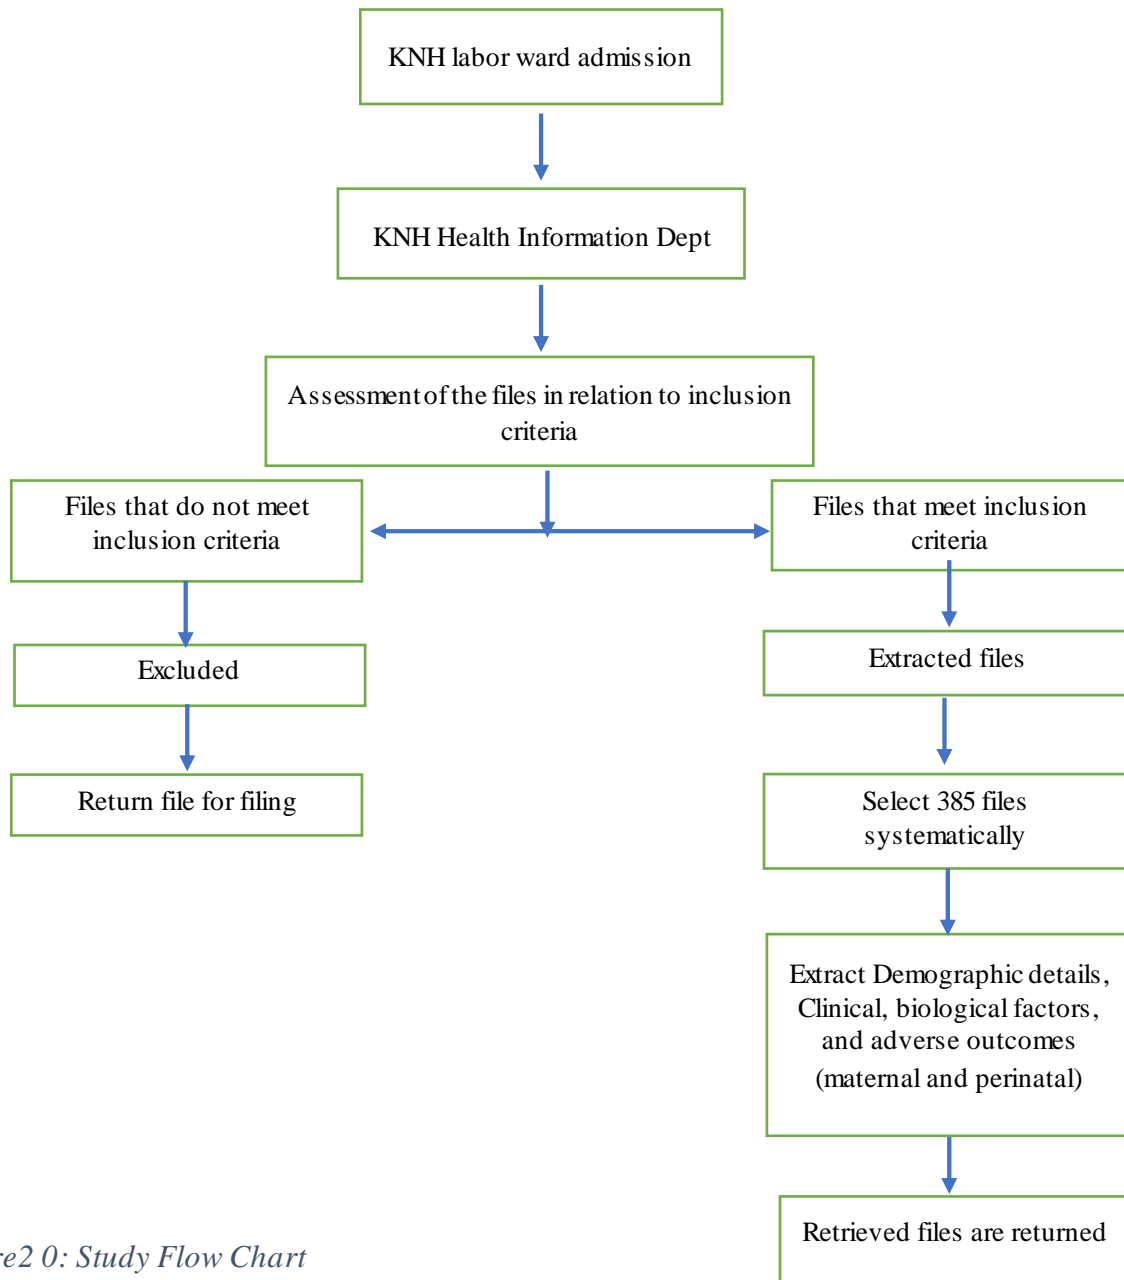 KNH labor ward admission
KNH Health Information Dept
Assessment of the files in relation to inclusion
criteria
Files that do not meet
inclusion criteria
Files that meet inclusion
criteria
Excluded
Extracted files
Return file for filing
Select 385 files
systematically
Extract Demographic details,
Clinical, biological factors,
and adverse outcomes
(maternal and perinatal)
Retrieved files are returned
re2 0: Study Flow Chart